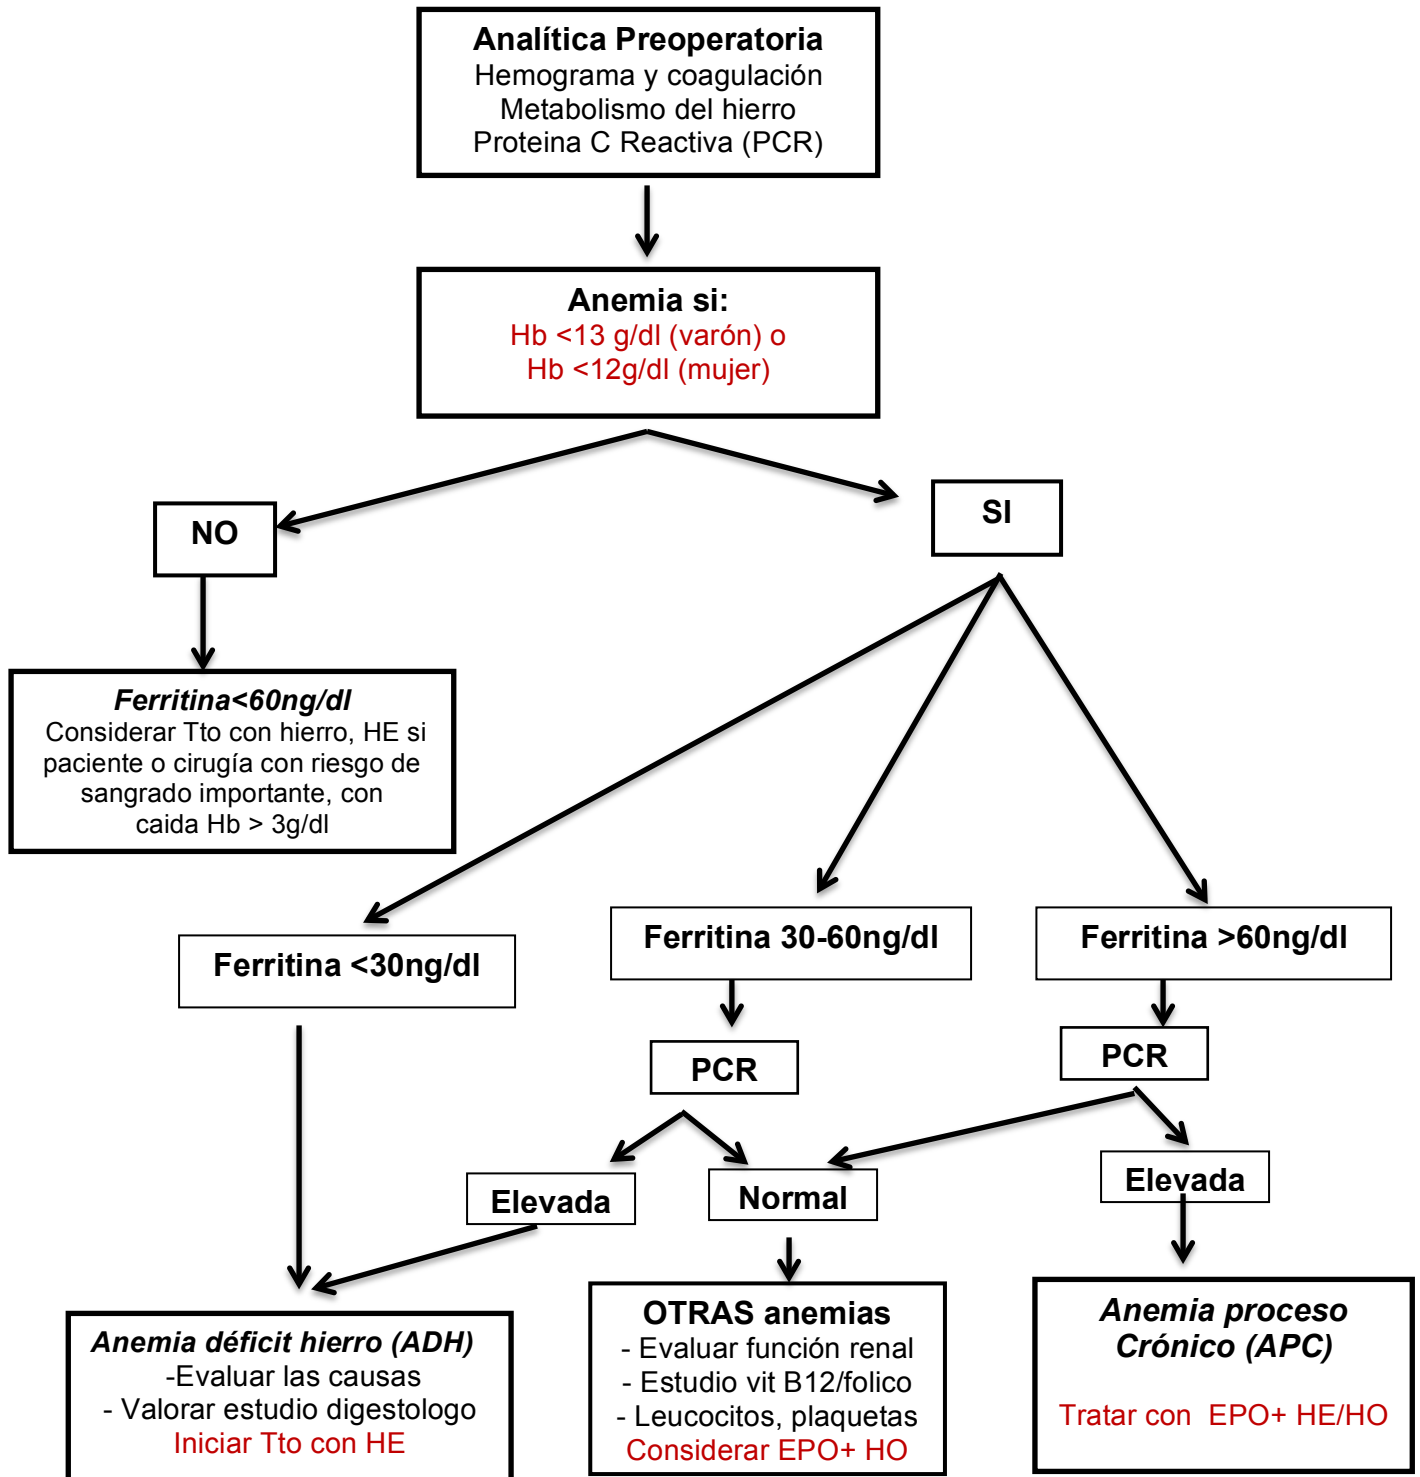 Analítica Preoperatoria
Hemograma y coagulación
Metabolismo del hierro
Proteina C Reactiva (PCR)
Anemia si:
Hb <13 g/dl (varón) o
Hb <12g/dl (mujer)
NO
SI
Ferritina<60ng/dl
Considerar Tto con hierro, HE si
paciente o cirugía con riesgo de
sangrado importante, con
caida Hb > 3g/dl
Ferritina <30ng/dl
Ferritina 30-60ng/dl
Ferritina >60ng/dl
PCR
PCR
Elevada
Normal
Elevada
Anemia déficit hierro (ADH)
-Evaluar las causas
- Valorar estudio digestologo
Iniciar Tto con HE
OTRAS anemias
- Evaluar función renal
- Estudio vit B12/folico
- Leucocitos, plaquetas
Considerar EPO+ HO
Anemia proceso
Crónico (APC)
Tratar con EPO+ HE/HO